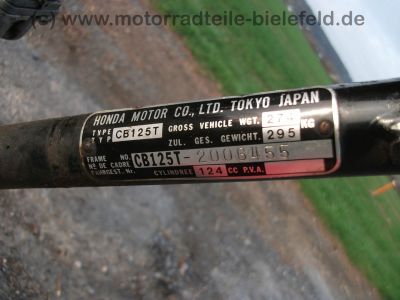 (c) www.motorradteile-bielefeld.de
HONDA MOTOR CO., LTD. TOKYO JAPAN
TYPE TYP CB125T GROSS VEHICLE WGT. KG
ZUL. GES. GEWICHT. 295
FRAME NO.
Nº DE CADRE CB125T-2006455
FAHRGEST. Nr. CYLINDREE 124 CC P.V.A.